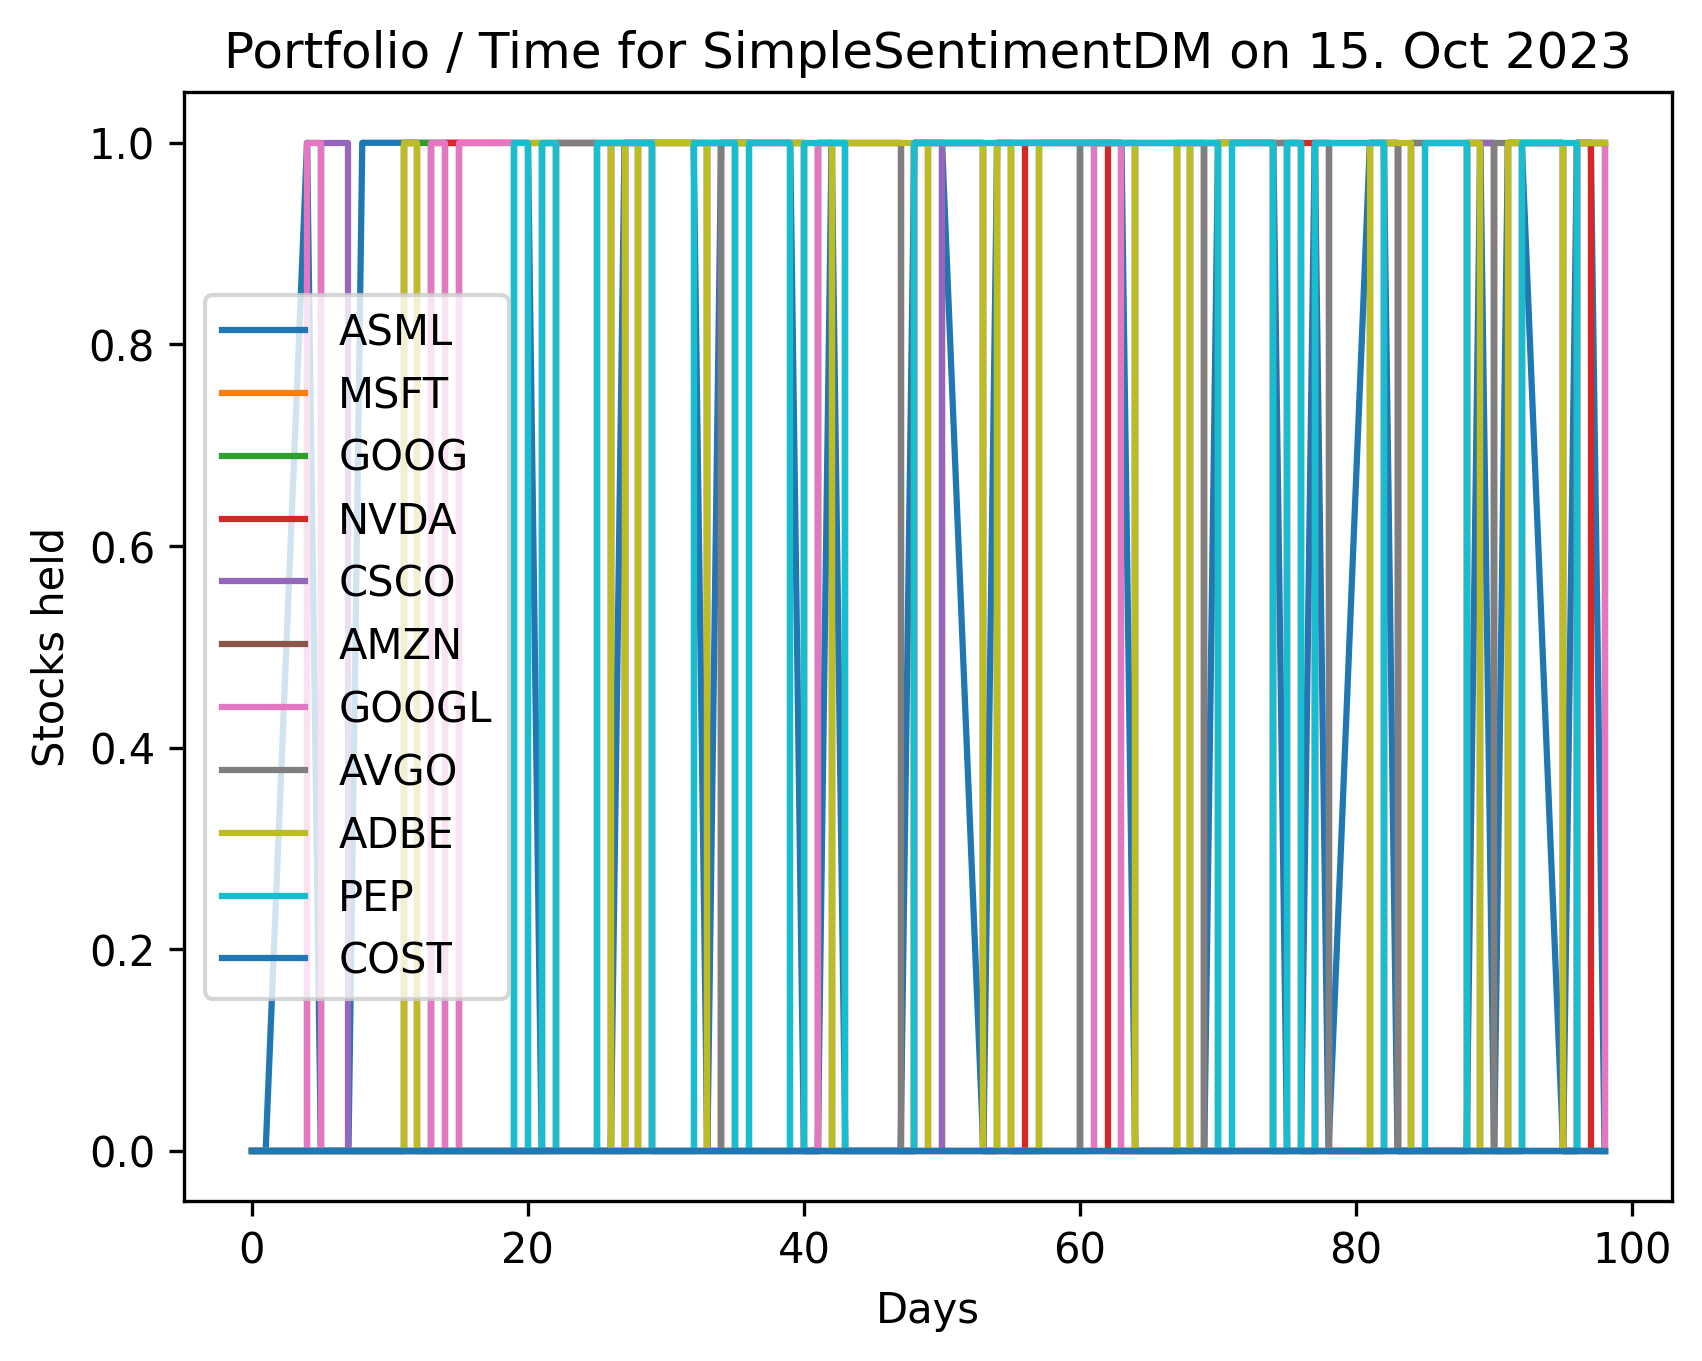 Portfolio / Time for SimpleSentimentDM on 15. Oct 2023
1.0
0.8
0.6
0.4
0.2
0.0
Stocks held
ASML
MSFT
GOOG
NVDA
CSCO
AMZN
GOOGL
AVGO
ADBE
PEP
COST
0 20 40 60 80 100
Days